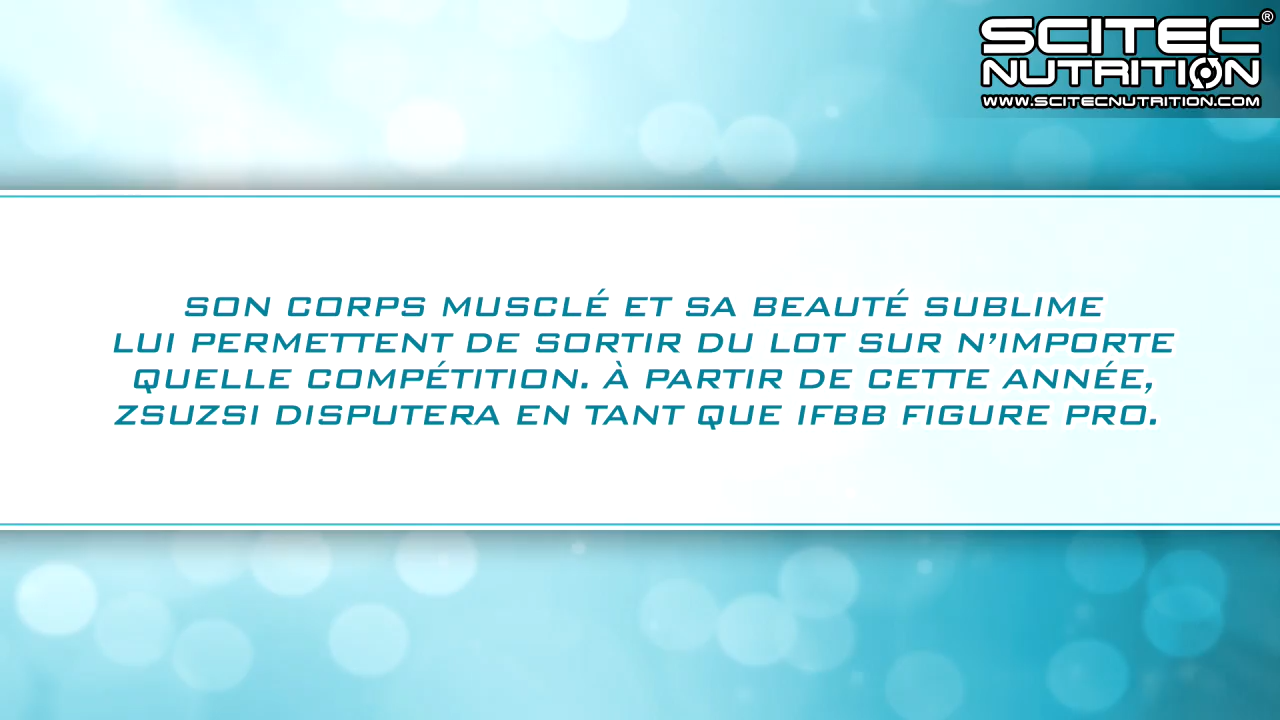 SCITEC®
NUTRITION
WWW.SCITECNUTRITION.COM
SON CORPS MUSCLÉ ET SA BEAUTÉ SUBLIME
LUI PERMETTENT DE SORTIR DU LOT SUR N’IMPORTE
QUELLE COMPÉTITION. À PARTIR DE CETTE ANNÉE,
ZSUZSI DISPUTERA EN TANT QUE IFBB FIGURE PRO.